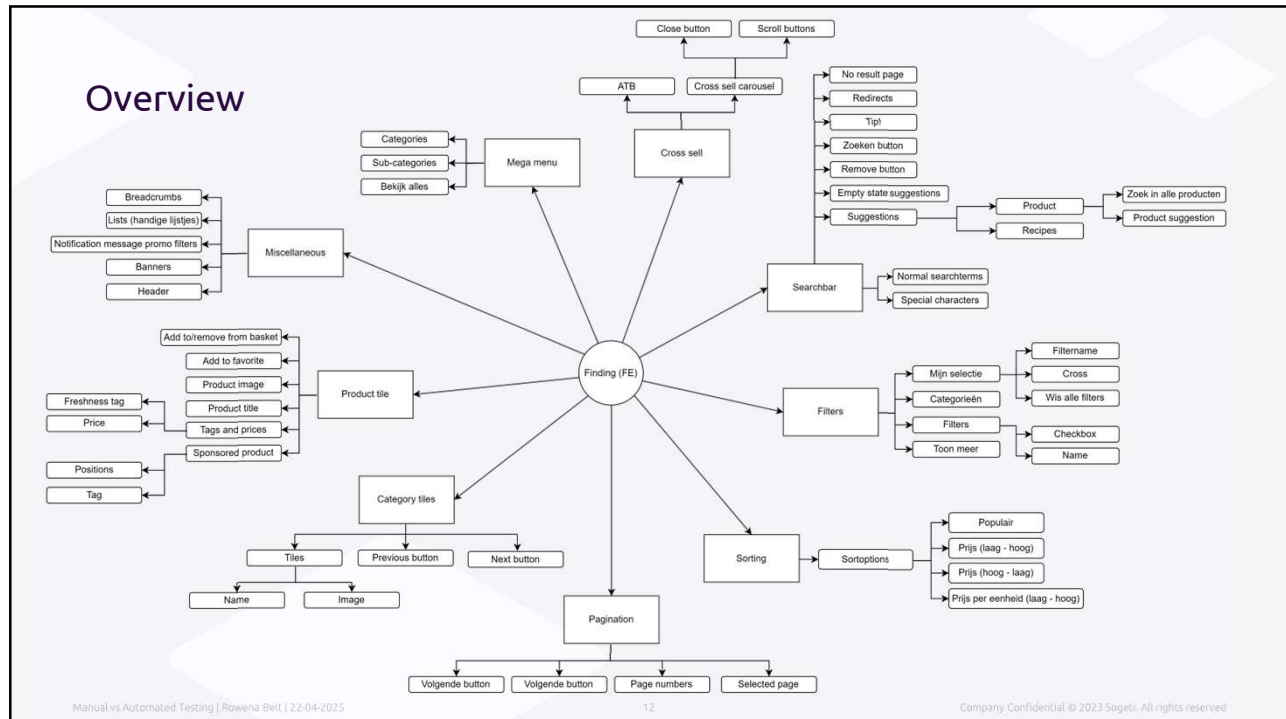 Overview
Close button
Scroll buttons
ATB
Cross sell carousel
Cross sell
Categories
Sub-categories
Bekijk alles
Mega menu
No result page
Redirects
Tip!
Zoeken button
Remove button
Empty state suggestions
Suggestions
Product
Recipes
Zoek in alle producten
Product suggestion
Searchbar
Normal searchterms
Special characters
Breadcrumbs
Lists (handige lijstjes)
Notification message promo filters
Banners
Header
Miscellaneous
Finding (FE)
Add to/remove from basket
Add to favorite
Product image
Product title
Tags and prices
Sponsored product
Freshness tag
Price
Positions
Tag
Product tile
Filters
Mijn selectie
Categorieën
Filters
Toon meer
Filtername
Cross
Wis alle filters
Checkbox
Name
Category tiles
Tiles
Previous button
Next button
Name
Image
Sorting
Sortoptions
Populair
Prijs (laag - hoog)
Prijs (hoog - laag)
Prijs per eenheid (laag - hoog)
Pagination
Volgende button
Volgende button
Page numbers
Selected page
Manual vs Automated Testing | Rowena Belt | 22-04-2025
12
Company Confidential © 2023 Sogeti. All rights reserved